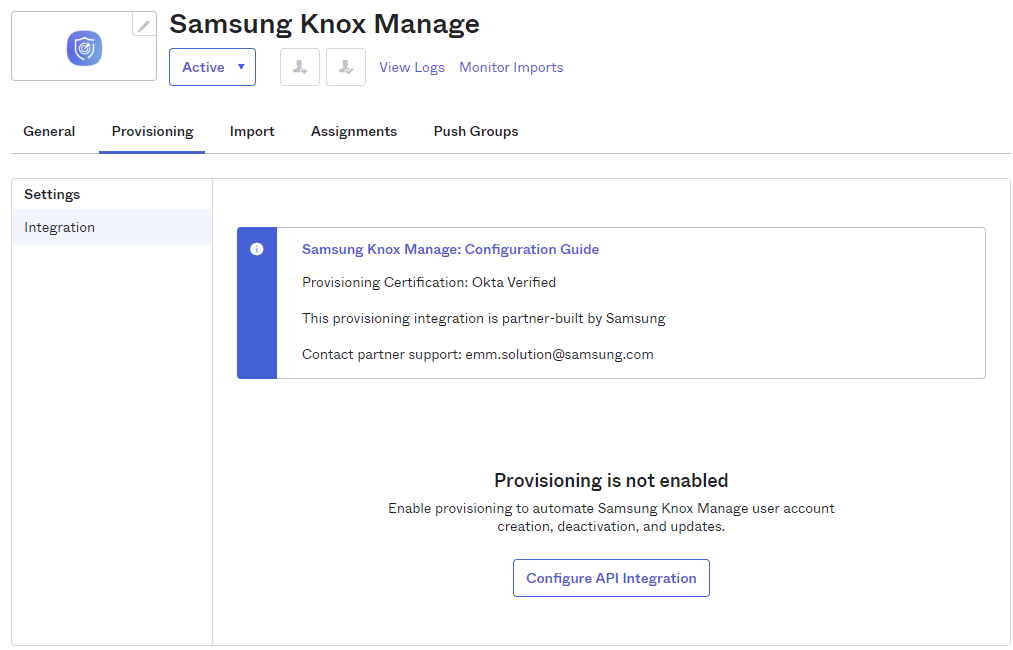 Samsung Knox Manage
Active
View Logs
Monitor Imports
General
Provisioning
Import
Assignments
Push Groups
Settings
Integration
Samsung Knox Manage: Configuration Guide
Provisioning Certification: Okta Verified
This provisioning integration is partner-built by Samsung
Contact partner support: emm.solution@samsung.com
Provisioning is not enabled
Enable provisioning to automate Samsung Knox Manage user account
creation, deactivation, and updates.
Configure API Integration